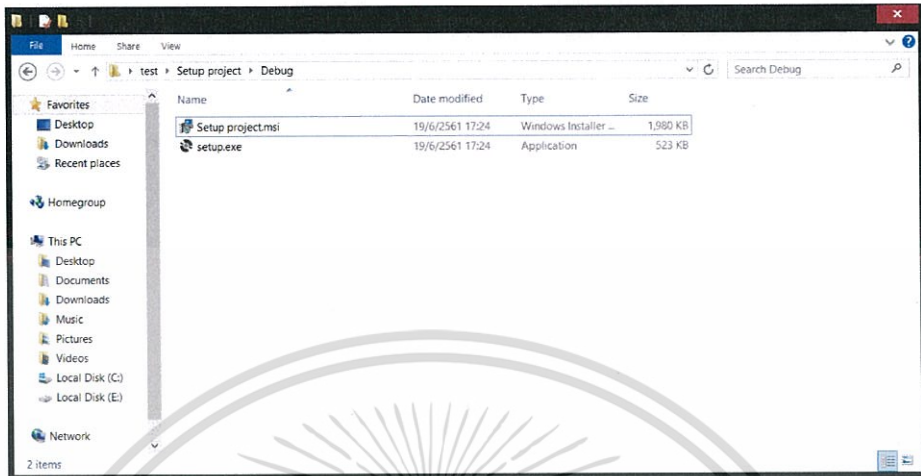 File Home Share View
test Setup project Debug
Search Debug
Name Date modified Type Size
Setup project.msi 19/6/2561 17:24 Windows Installer ... 1,980 KB
setup.exe 19/6/2561 17:24 Application 523 KB
Favorites
Desktop
Downloads
Recent places
Homegroup
This PC
Desktop
Documents
Downloads
Music
Pictures
Videos
Local Disk (C:)
Local Disk (E:)
Network
2 items